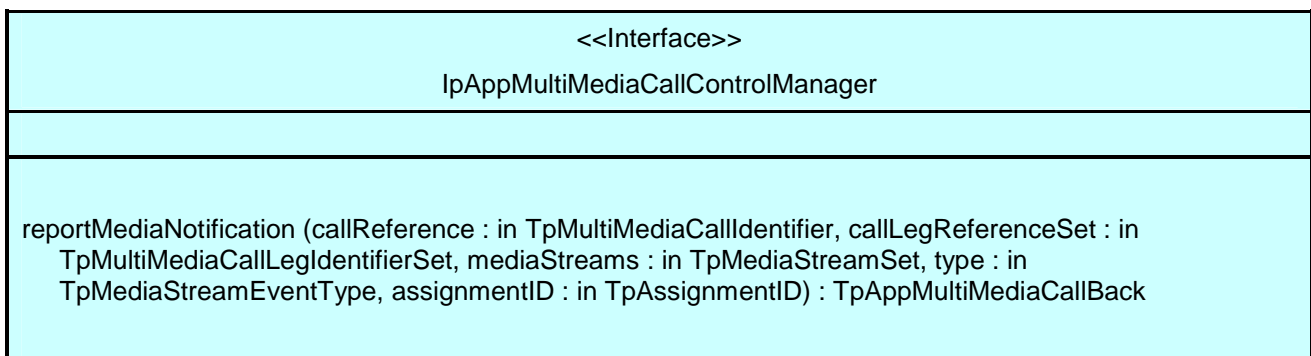 <<Interface>>
IpAppMultiMediaCallControlManager
reportMediaNotification (callReference : in TpMultiMediaCallIdentifier, callLegReferenceSet : in
TpMultiMediaCallLegIdentifierSet, mediaStreams : in TpMediaStreamSet, type : in
TpMediaStreamEventType, assignmentID : in TpAssignmentID) : TpAppMultiMediaCallBack